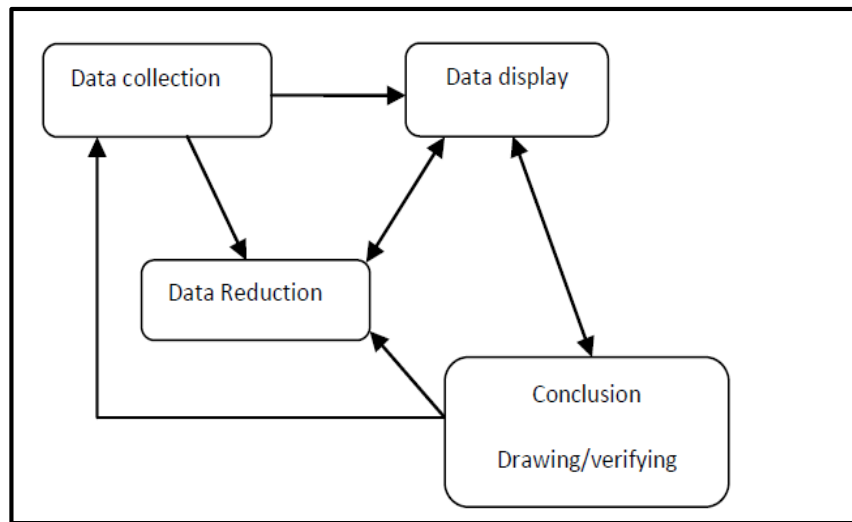 Data collection
Data display
Data Reduction
Conclusion
Drawing/verifying